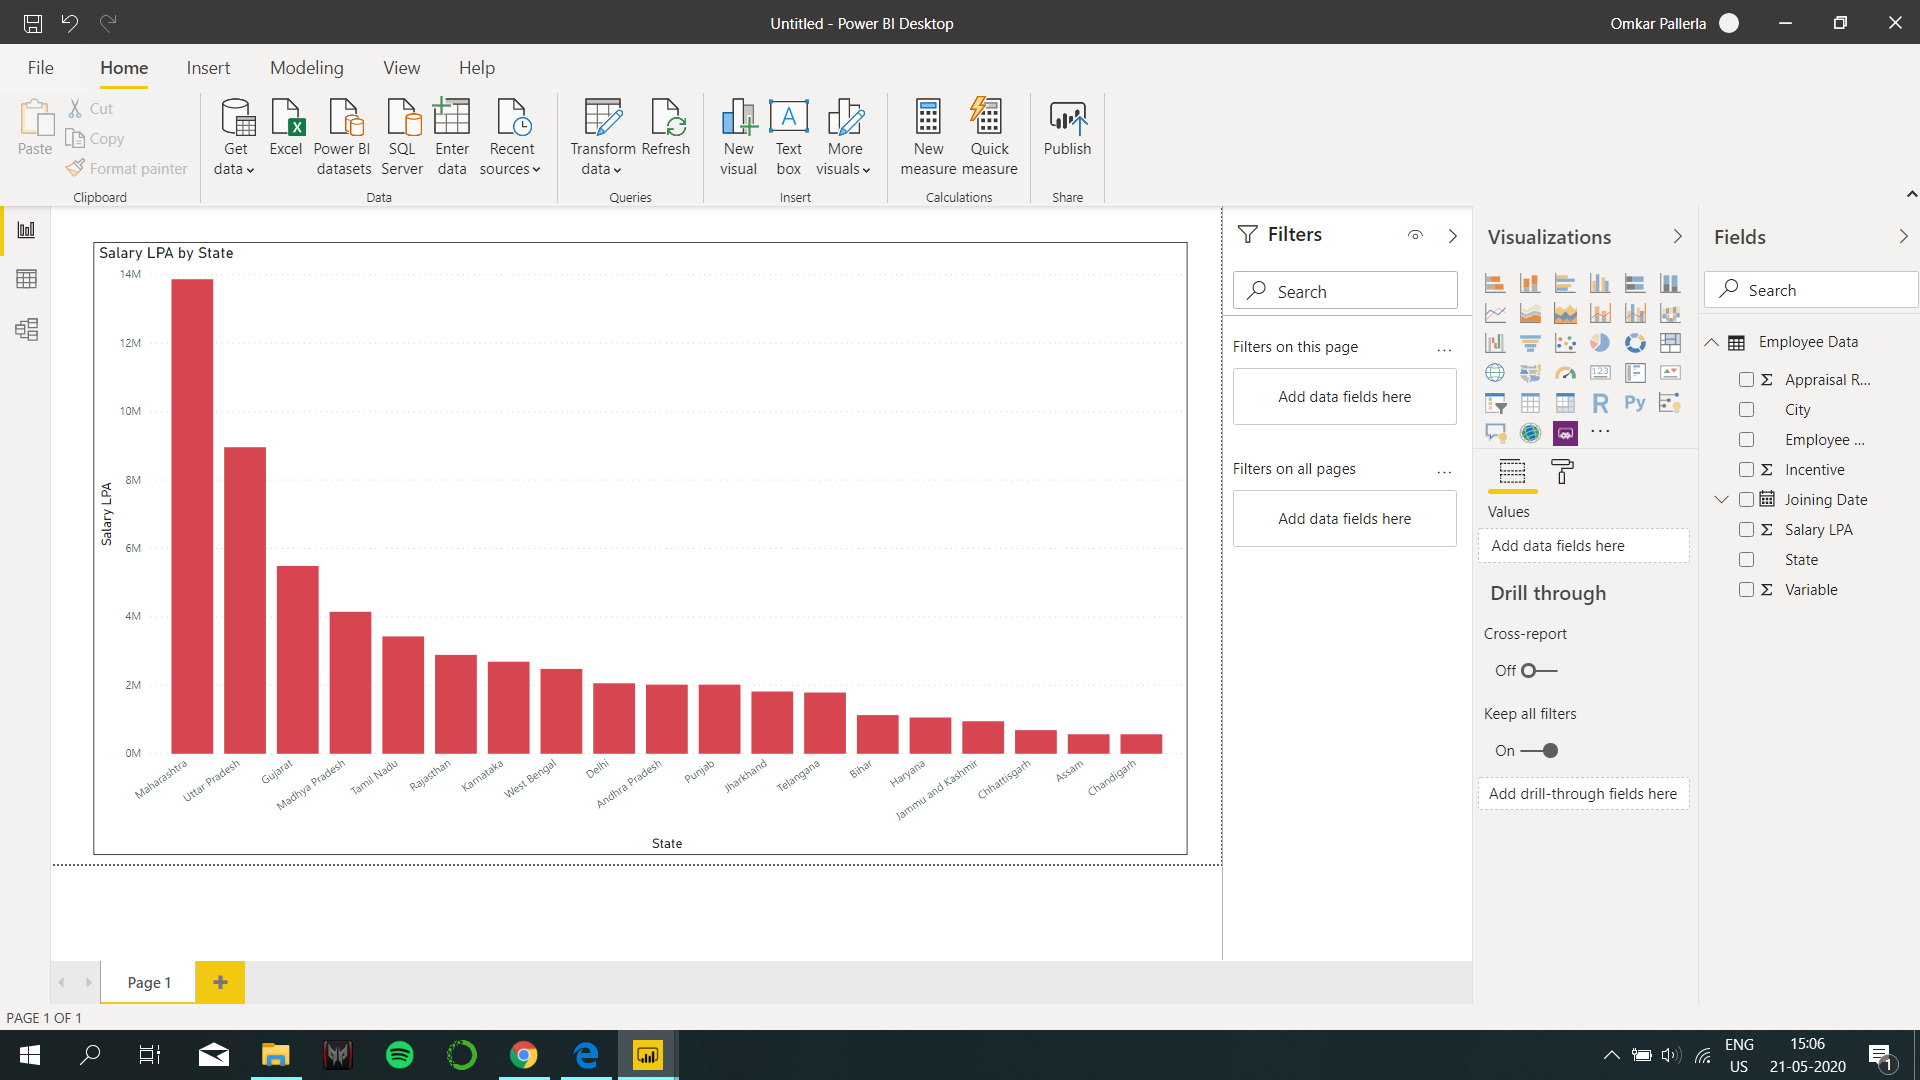 Untitled - Power BI Desktop
Omkar Pallerla
File Home Insert Modeling View Help
Paste
Cut
Copy
Format painter
Clipboard
Get data
Excel
Power BI datasets
SQL Server
Enter data
Recent sources
Data
Transform data
Refresh
Queries
New visual
Text box
More visuals
Insert
New measure
Quick measure
Calculations
Publish
Share
Salary LPA by State
14M
12M
10M
8M
6M
4M
2M
0M
Salary LPA
Maharashtra
Uttar Pradesh
Gujarat
Madhya Pradesh
Tamil Nadu
Rajasthan
Karnataka
West Bengal
Delhi
Andhra Pradesh
Punjab
Jharkhand
Telangana
Bihar
Haryana
Jammu and Kashmir
Chhattisgarh
Assam
Chandigarh
State
Filters
Search
Filters on this page ...
Add data fields here
Filters on all pages ...
Add data fields here
Visualizations
123
R Py
...
Values
Add data fields here
Drill through
Cross-report
Off
Keep all filters
On
Add drill-through fields here
Fields
Search
Employee Data
Σ Appraisal R...
City
Employee ...
Σ Incentive
Joining Date
Σ Salary LPA
State
Σ Variable
Page 1 +
PAGE 1 OF 1
ENG
US
15:06
21-05-2020
1